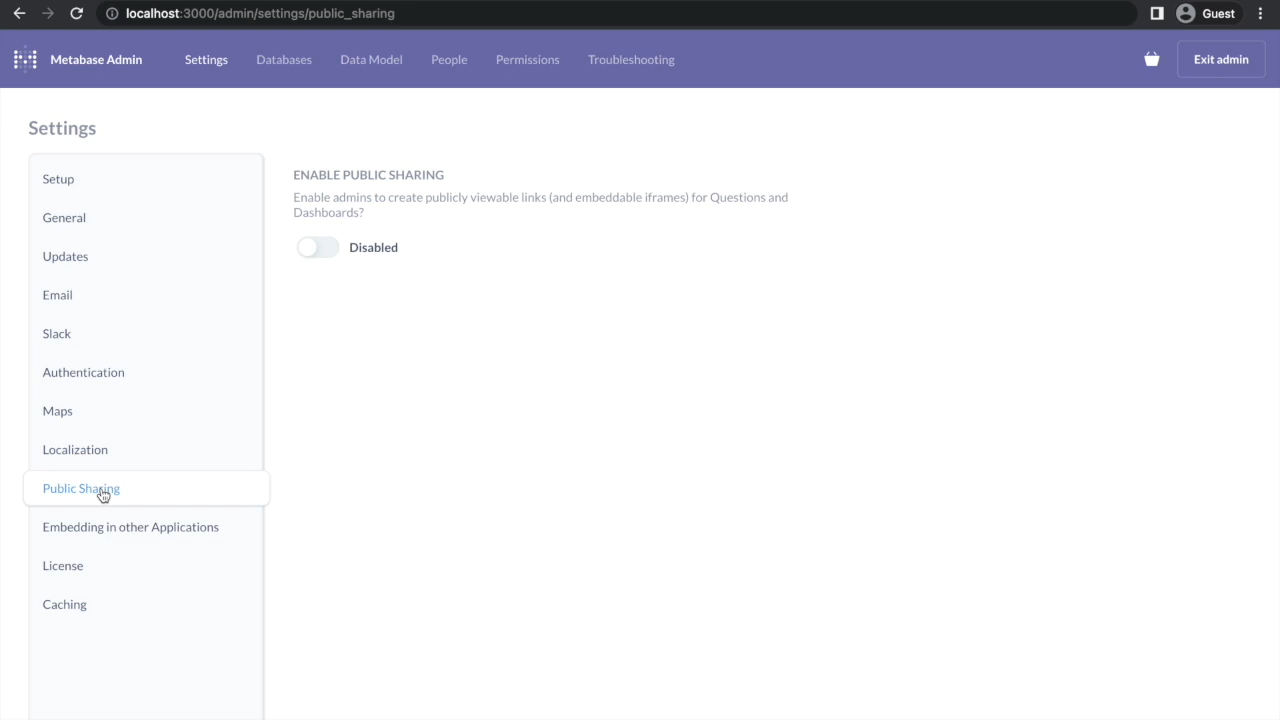 localhost:3000/admin/settings/public_sharing
Guest
Metabase Admin
Settings
Databases
Data Model
People
Permissions
Troubleshooting
Exit admin
Settings
Setup
General
Updates
Email
Slack
Authentication
Maps
Localization
Public Sharing
Embedding in other Applications
License
Caching
ENABLE PUBLIC SHARING
Enable admins to create publicly viewable links (and embeddable iframes) for Questions and
Dashboards?
Disabled